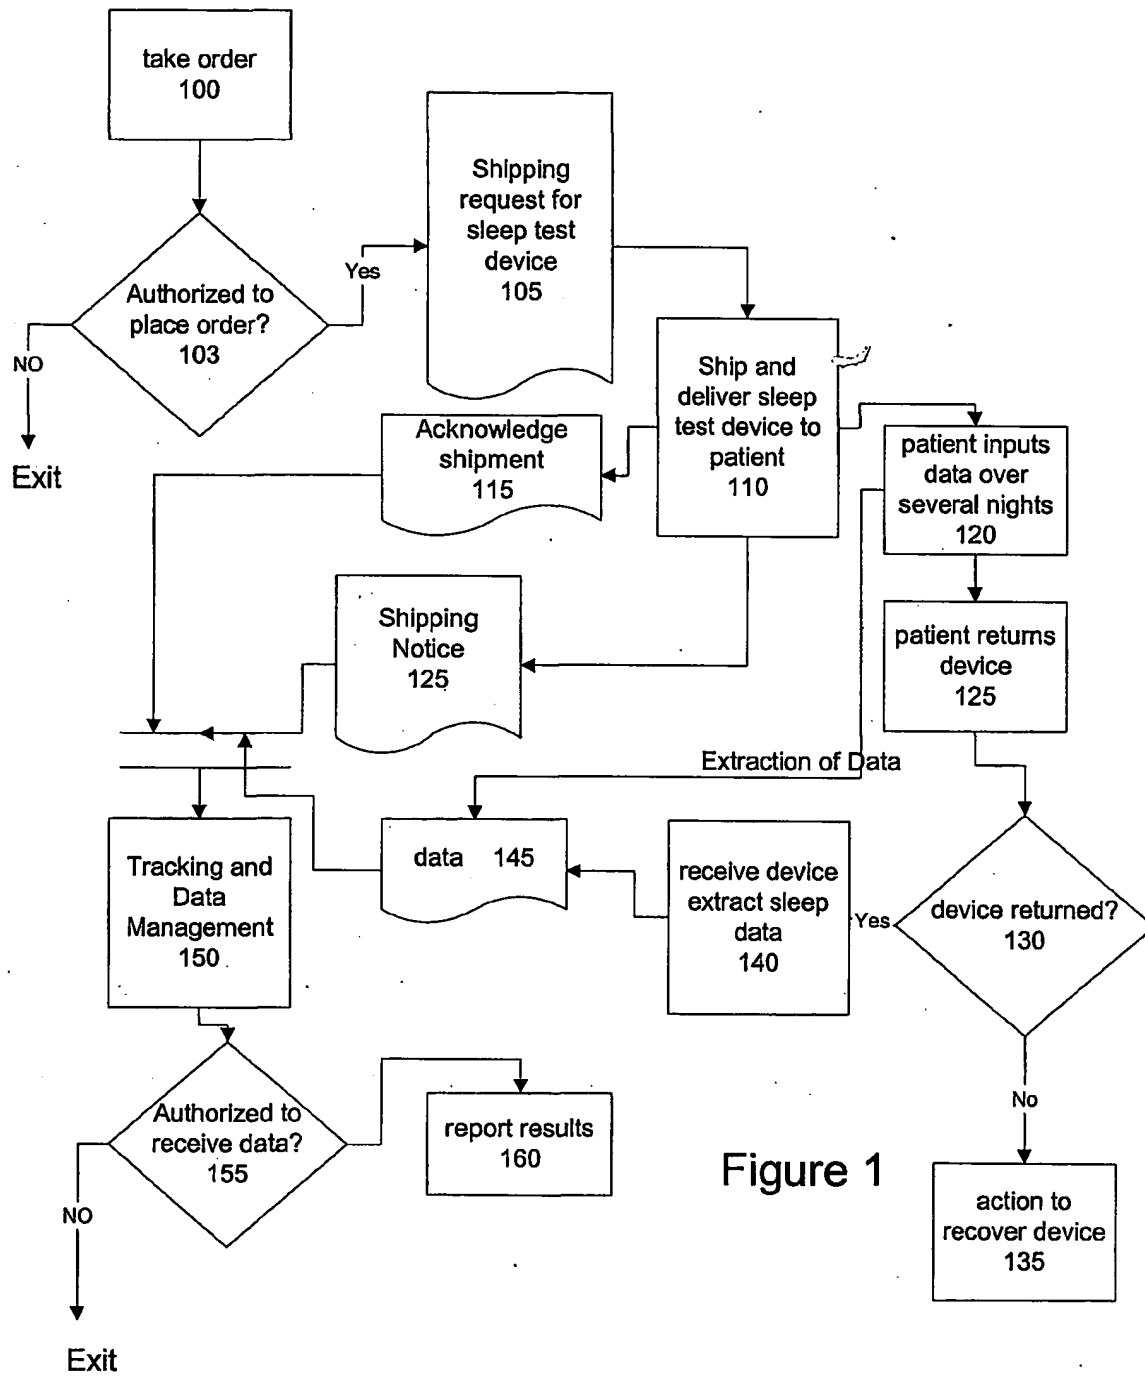 take order
100
Authorized to
place order?
103
NO
Exit
Yes
Shipping
request for
sleep test
device
105
Ship and
deliver sleep
test device to
patient
110
Acknowledge
shipment
115
patient inputs
data over
several nights
120
Shipping
Notice
125
patient returns
device
125
Extraction of Data
data 145
receive device
extract sleep
data
140
Yes
device returned?
130
No
action to
recover device
135
Tracking and
Data
Management
150
Authorized to
receive data?
155
NO
Exit
report results
160
Figure 1